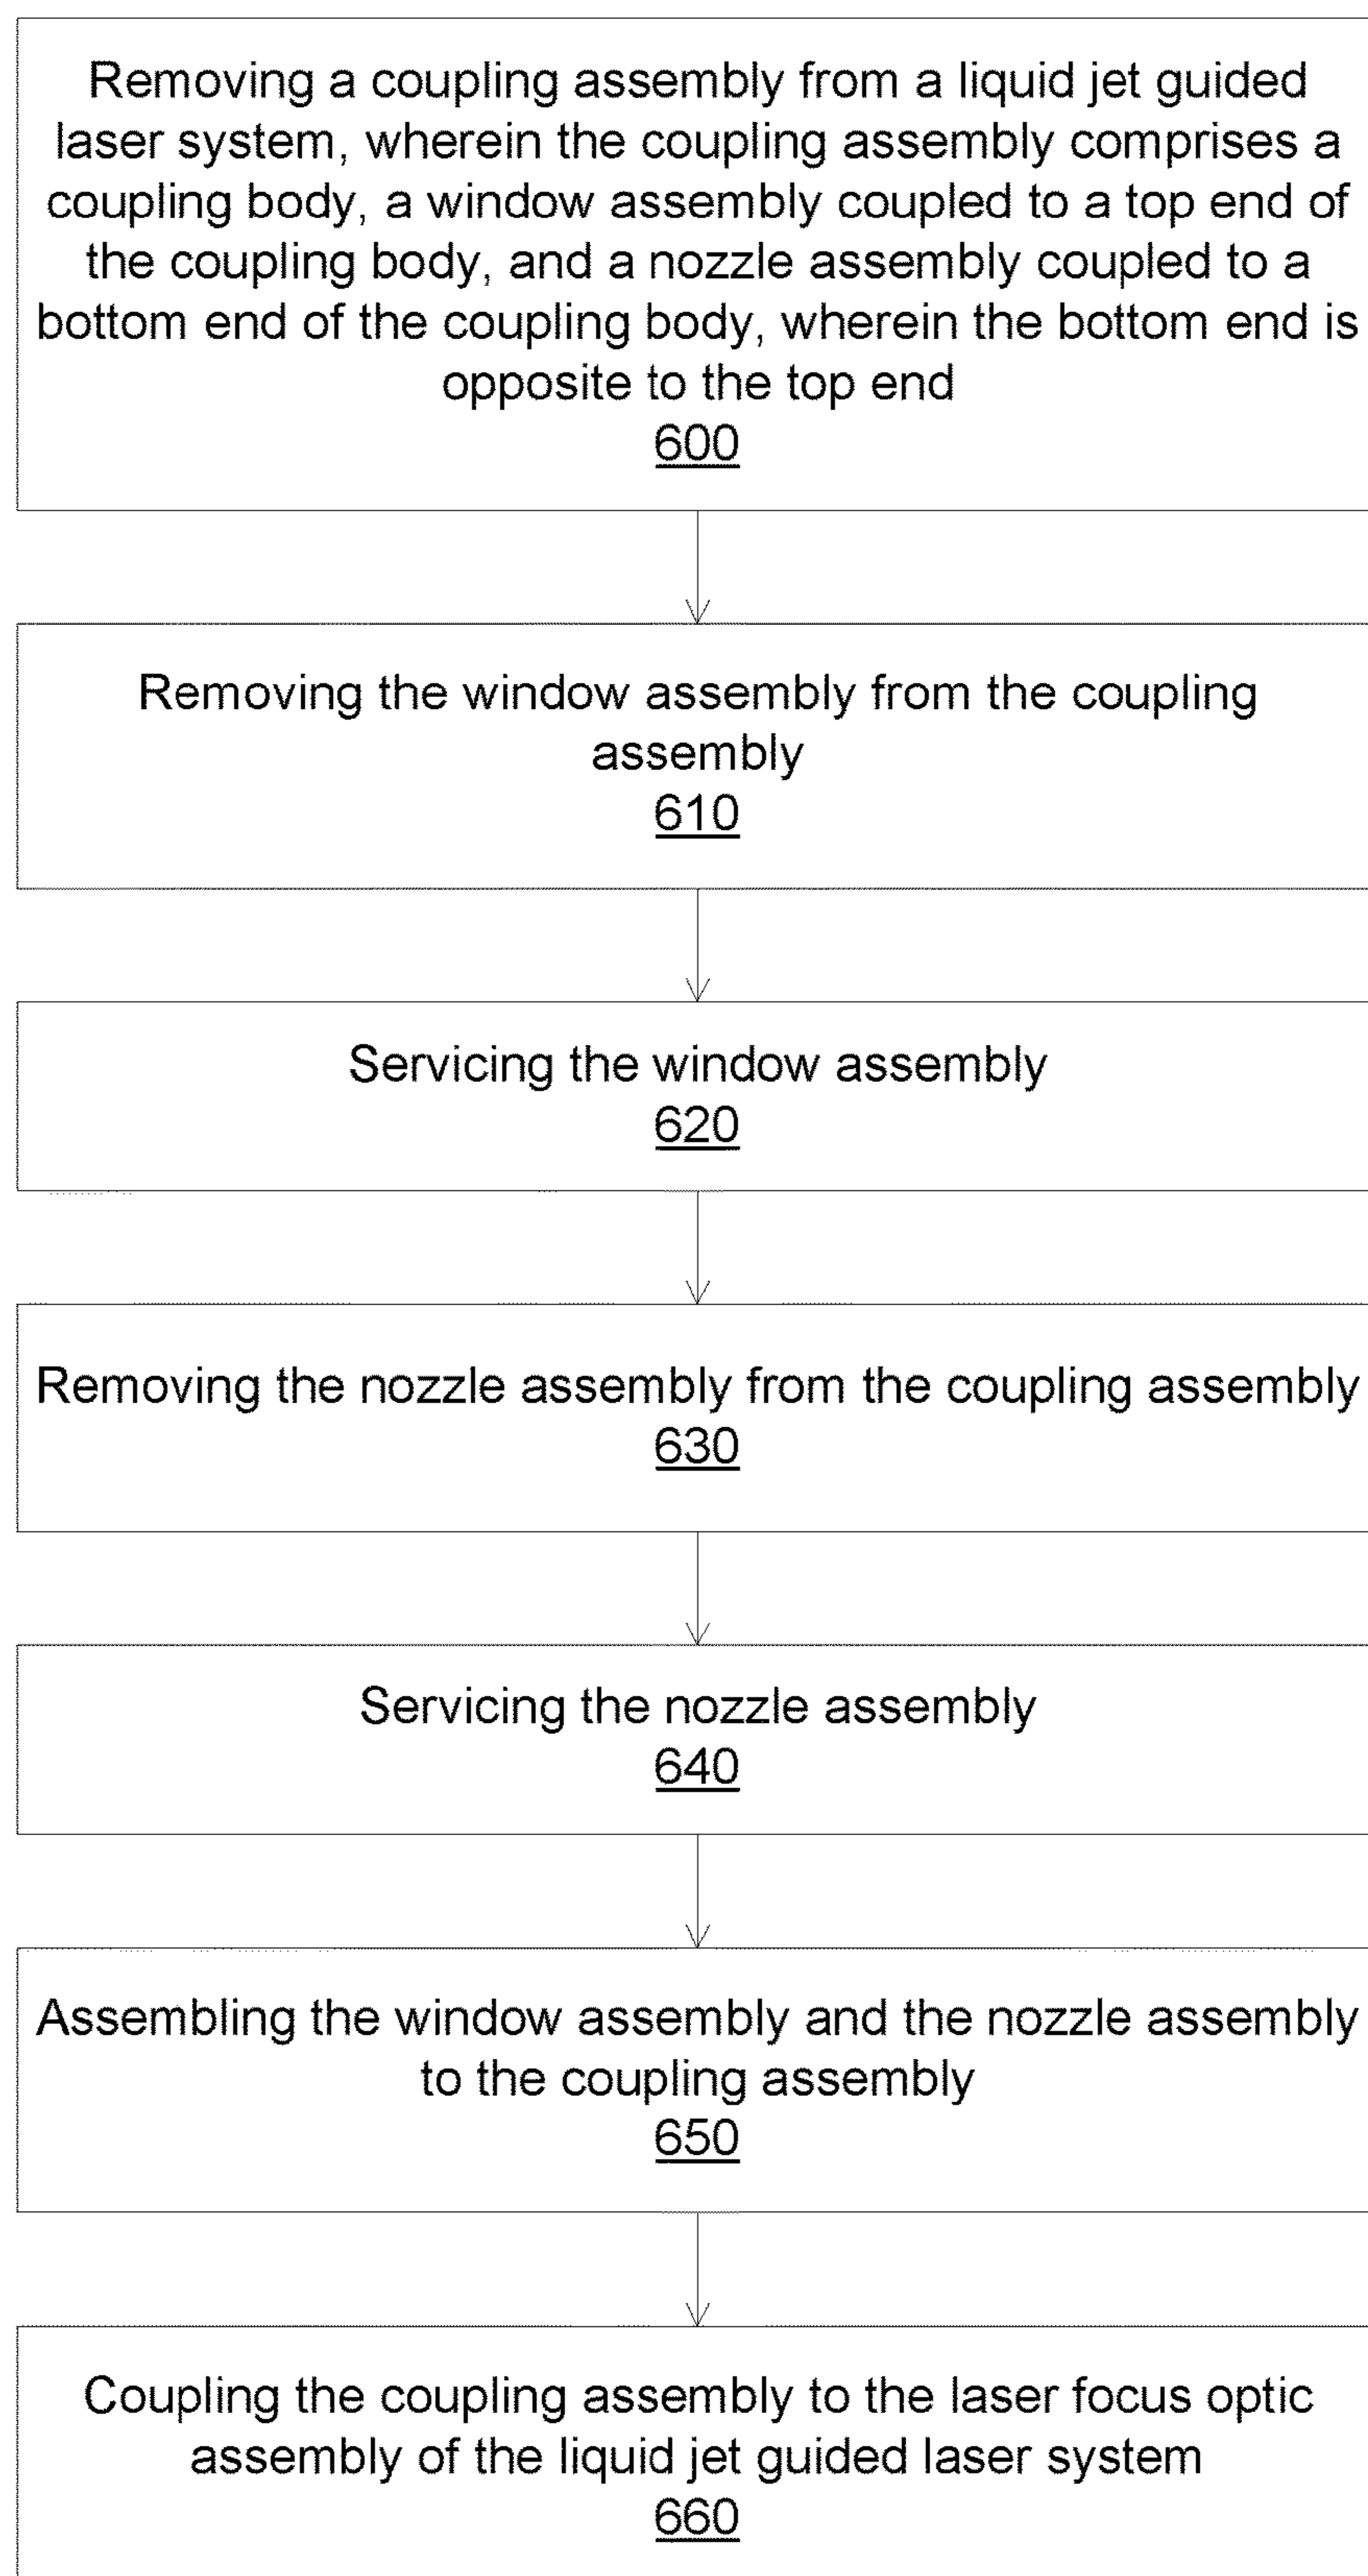 Removing a coupling assembly from a liquid jet guided
laser system, wherein the coupling assembly comprises a
coupling body, a window assembly coupled to a top end of
the coupling body, and a nozzle assembly coupled to a
bottom end of the coupling body, wherein the bottom end is
opposite to the top end
600
Removing the window assembly from the coupling
assembly
610
Servicing the window assembly
620
Removing the nozzle assembly from the coupling assembly
630
Servicing the nozzle assembly
640
Assembling the window assembly and the nozzle assembly
to the coupling assembly
650
Coupling the coupling assembly to the laser focus optic
assembly of the liquid jet guided laser system
660